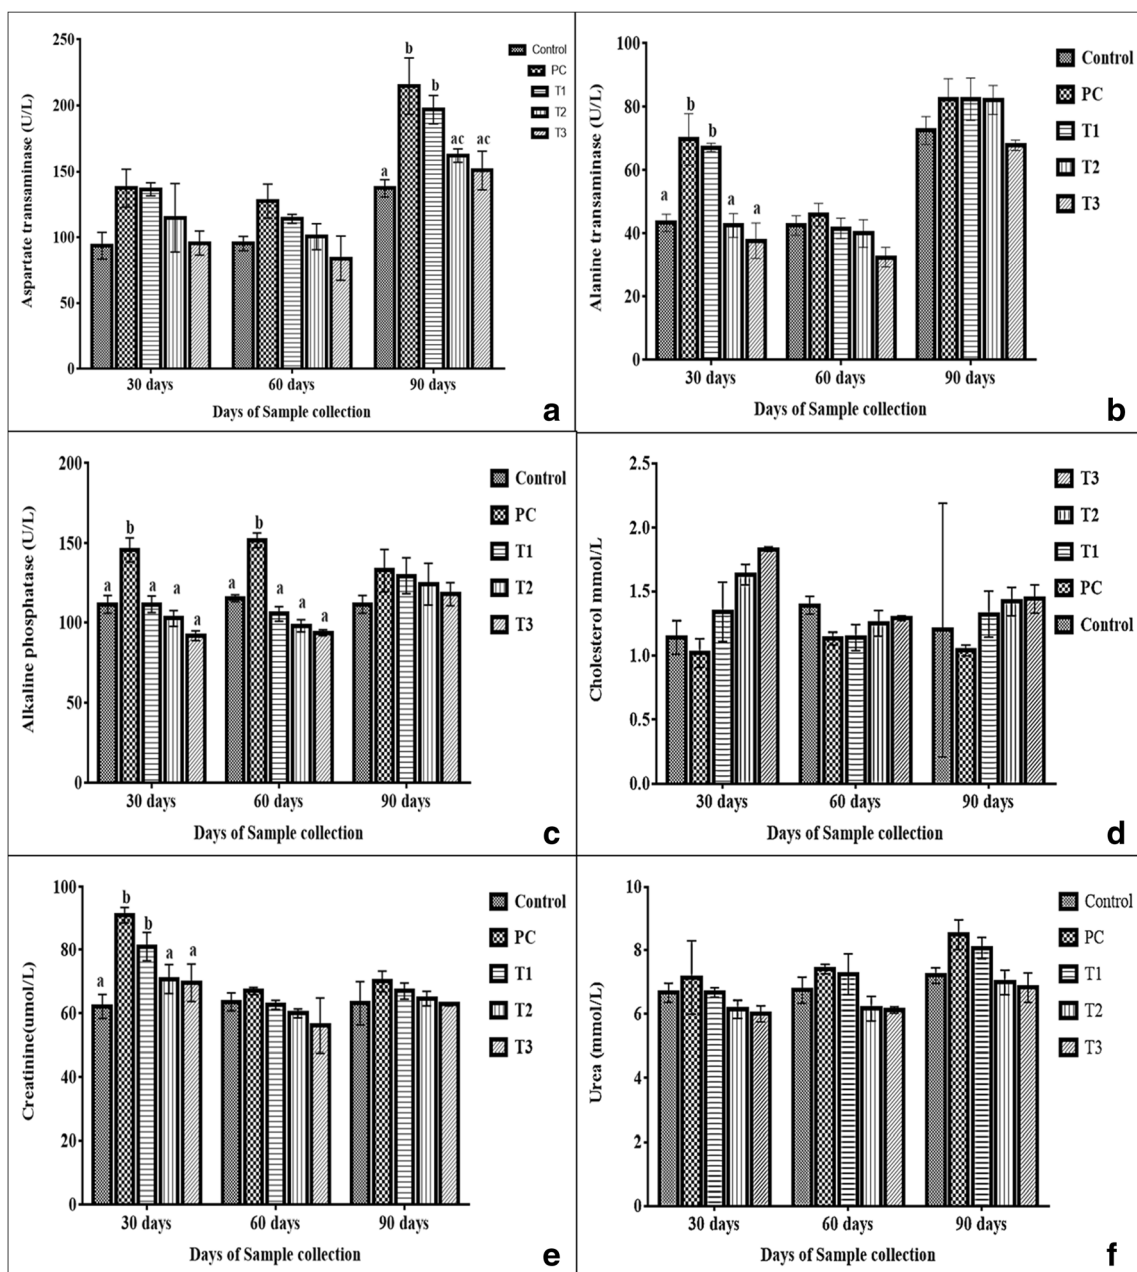 250
200
150
100
50
0
Aspartate transaminase (U/L)
b
b
a
ac
ac
30 days
60 days
90 days
Days of Sample collection
Control
PC
T1
T2
T3
a
100
80
60
40
20
0
Alanine transaminase (U/L)
a
b
b
a
a
30 days
60 days
90 days
Days of Sample collection
Control
PC
T1
T2
T3
b
200
150
100
50
0
Alkaline phosphatase (U/L)
a
b
a
a
a
a
b
a
a
a
30 days
60 days
90 days
Days of Sample collection
Control
PC
T1
T2
T3
c
2.5
2.0
1.5
1.0
0.5
0.0
Cholesterol mmol/L
30 days
60 days
90 days
Days of Sample collection
T3
T2
T1
PC
Control
d
100
80
60
40
20
0
Creatinine(umol/L)
a
b
b
a
a
30 days
60 days
90 days
Days of Sample collection
Control
PC
T1
T2
T3
e
10
8
6
4
2
0
Urea (mmol/L)
30 days
60 days
90 days
Days of Sample collection
Control
PC
T1
T2
T3
f